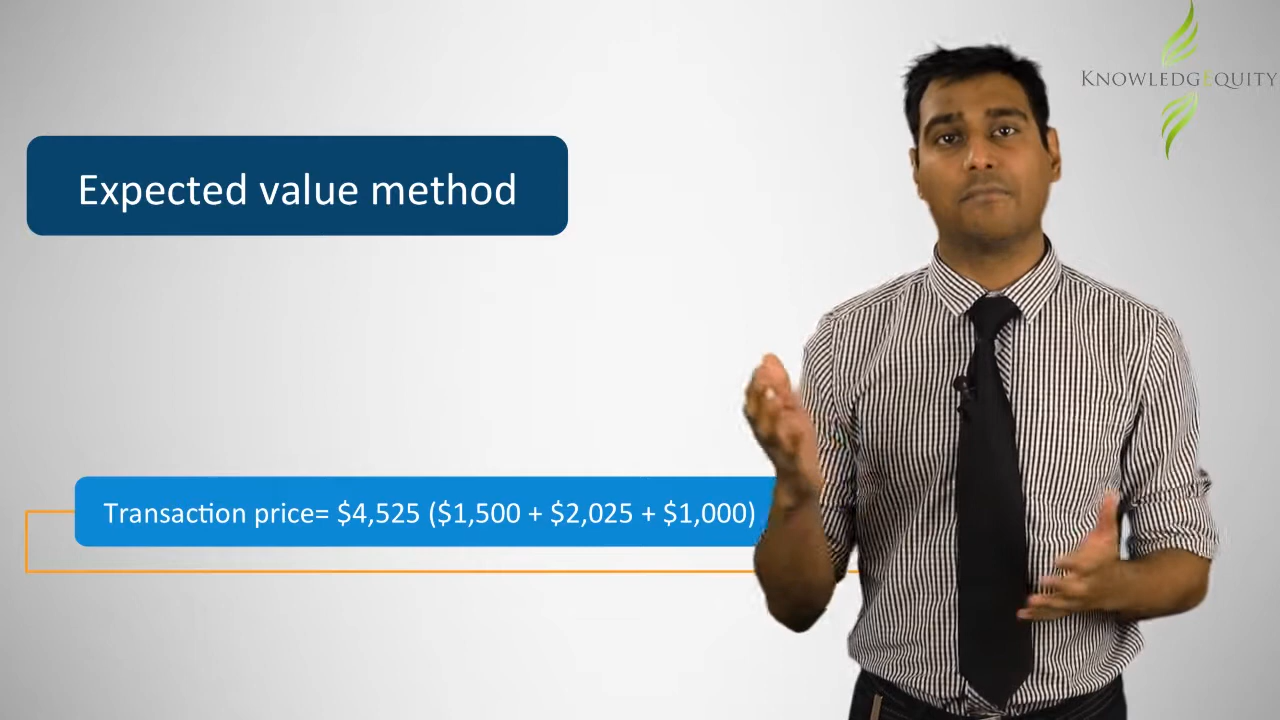 KNOWLEDGEQUITY
Expected value method
Transaction price= $4,525 ($1,500 + $2,025 + $1,000)